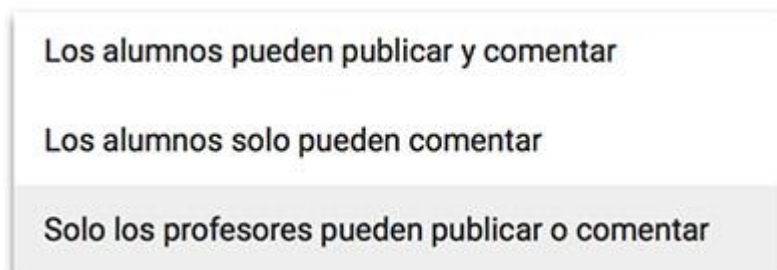 Los alumnos pueden publicar y comentar
Los alumnos solo pueden comentar
Solo los profesores pueden publicar o comentar